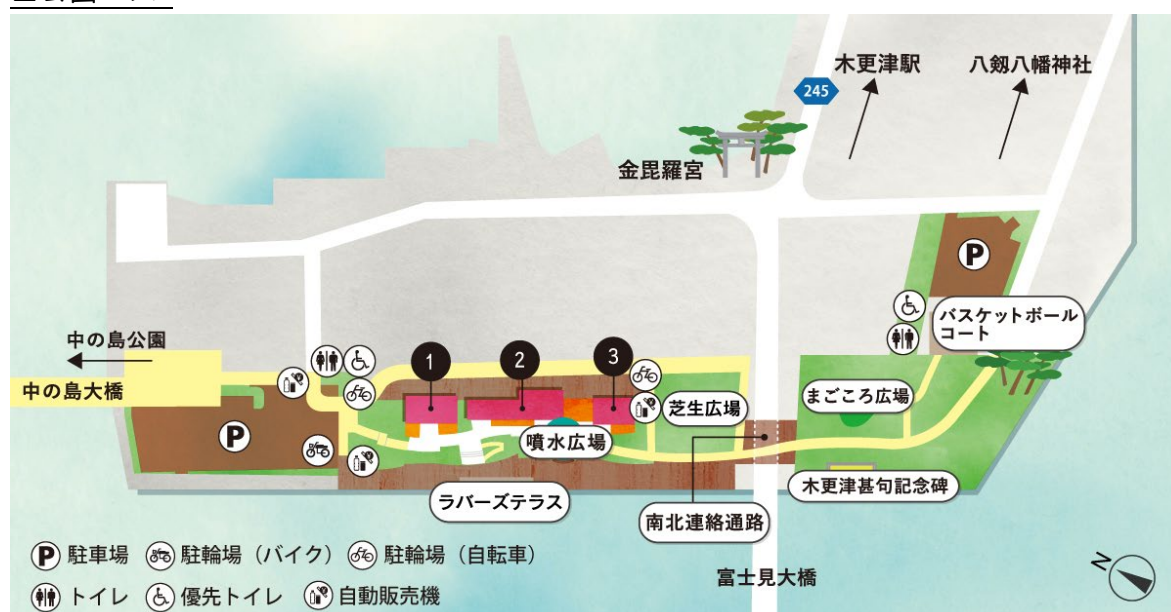 木更津駅
八剱八幡神社
245
金毘羅宮
P
バスケットボール
コート
中の島公園
中の島大橋
1
2
3
P
芝生広場
まごころ広場
噴水広場
ラバーズテラス
木更津甚句記念碑
南北連絡通路
富士見大橋
P 駐車場 駐輪場（バイク） 駐輪場（自転車）
トイレ 優先トイレ 自動販売機
N